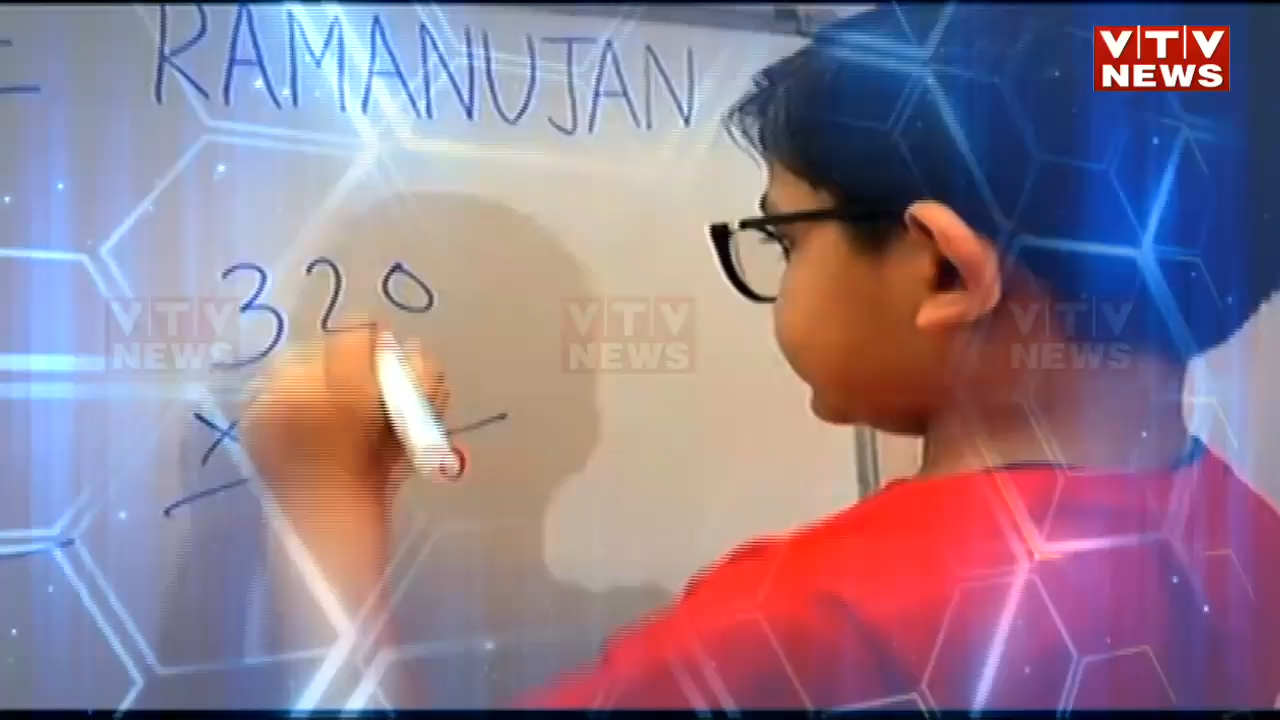 VTV
NEWS
= RAMANUJAN
320
VTV VTV VTV
NEWS NEWS NEWS
×